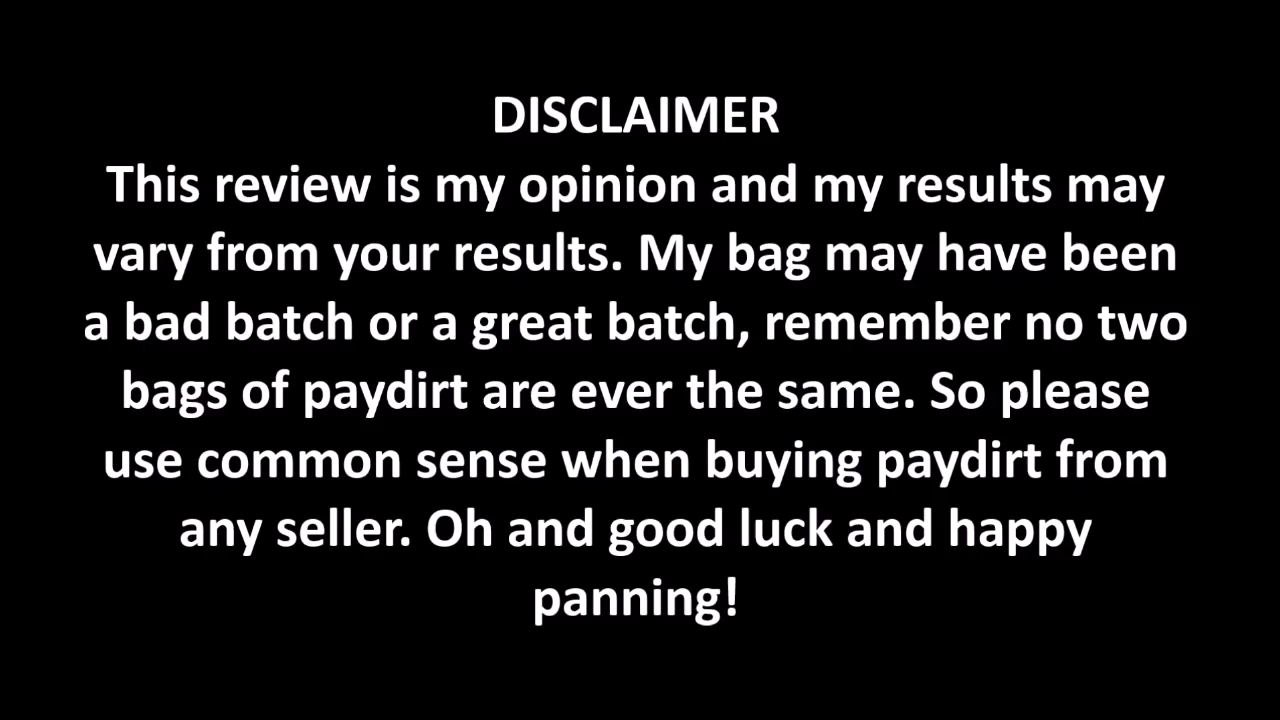 DISCLAIMER
This review is my opinion and my results may
vary from your results. My bag may have been
a bad batch or a great batch, remember no two
bags of paydirt are ever the same. So please
use common sense when buying paydirt from
any seller. Oh and good luck and happy
panning!